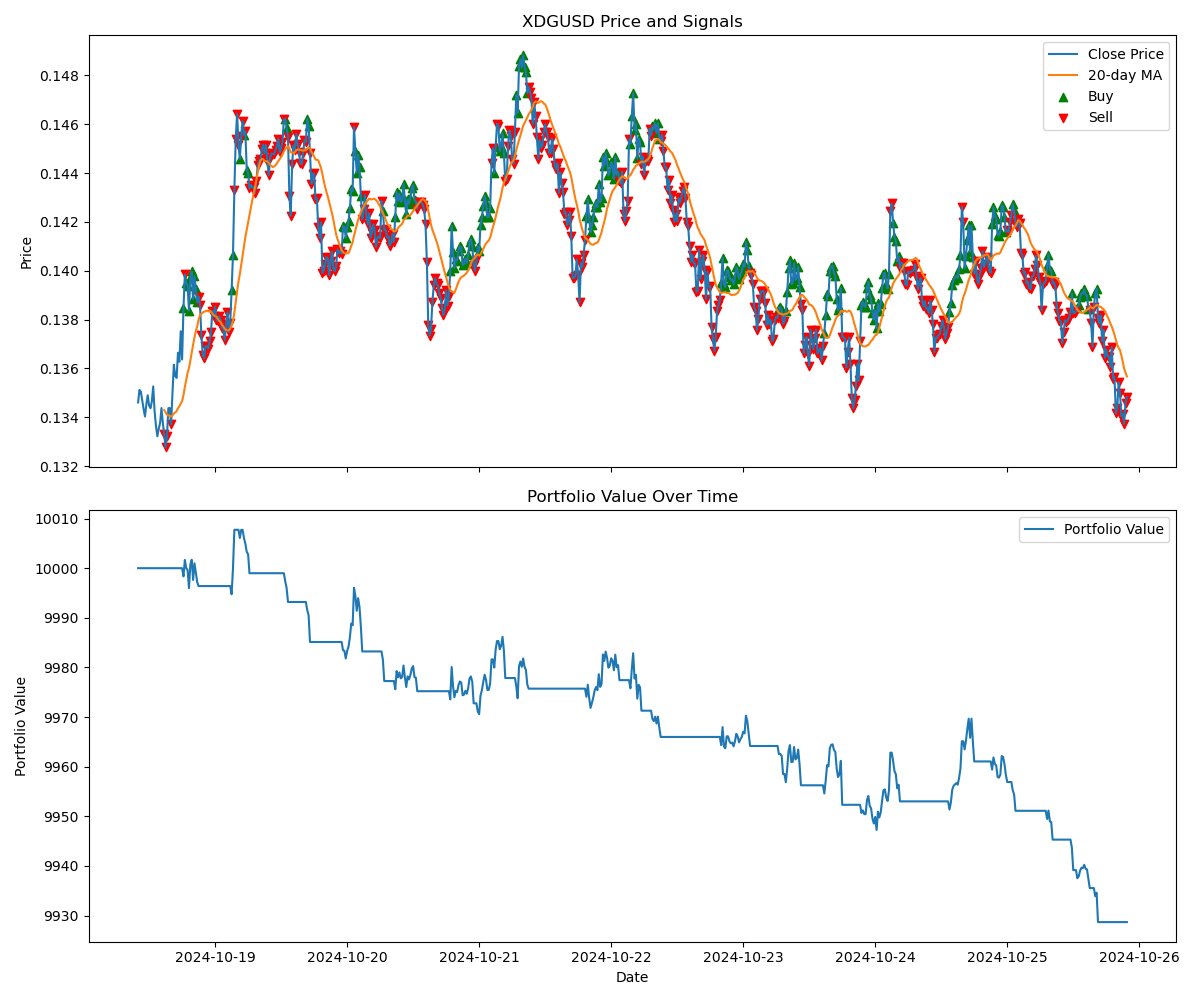 XDGUSD Price and Signals
Price
0.148
0.146
0.144
0.142
0.140
0.138
0.136
0.134
0.132
Close Price
20-day MA
Buy
Sell
Portfolio Value Over Time
Portfolio Value
10010
10000
9990
9980
9970
9960
9950
9940
9930
Portfolio Value
2024-10-19
2024-10-20
2024-10-21
2024-10-22
2024-10-23
2024-10-24
2024-10-25
2024-10-26
Date